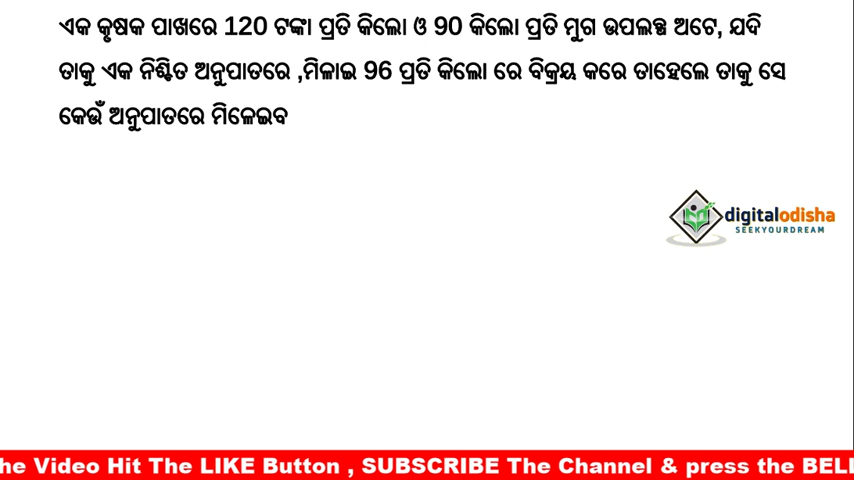 ଏକ କୃଷକ ପାଖରେ 120 ଟଙ୍କା ପ୍ରତି କିଲୋ ଓ 90 କିଲୋ ପ୍ରତି ମୁଗ ଉପଲବ୍ଧ ଅଟେ, ଯଦି
ତାକୁ ଏକ ନିଶ୍ଚିତ ଅନୁପାତରେ ,ମିଳାଇ 96 ପ୍ରତି କିଲୋ ରେ ବିକ୍ରୟ କରେ ତାହେଲେ ତାକୁ ସେ
କେଉଁ ଅନୁପାତରେ ମିଳେଇବ
digitalodisha
SEEKYOURDREAM
he Video Hit The LIKE Button , SUBSCRIBE The Channel & press the BELL